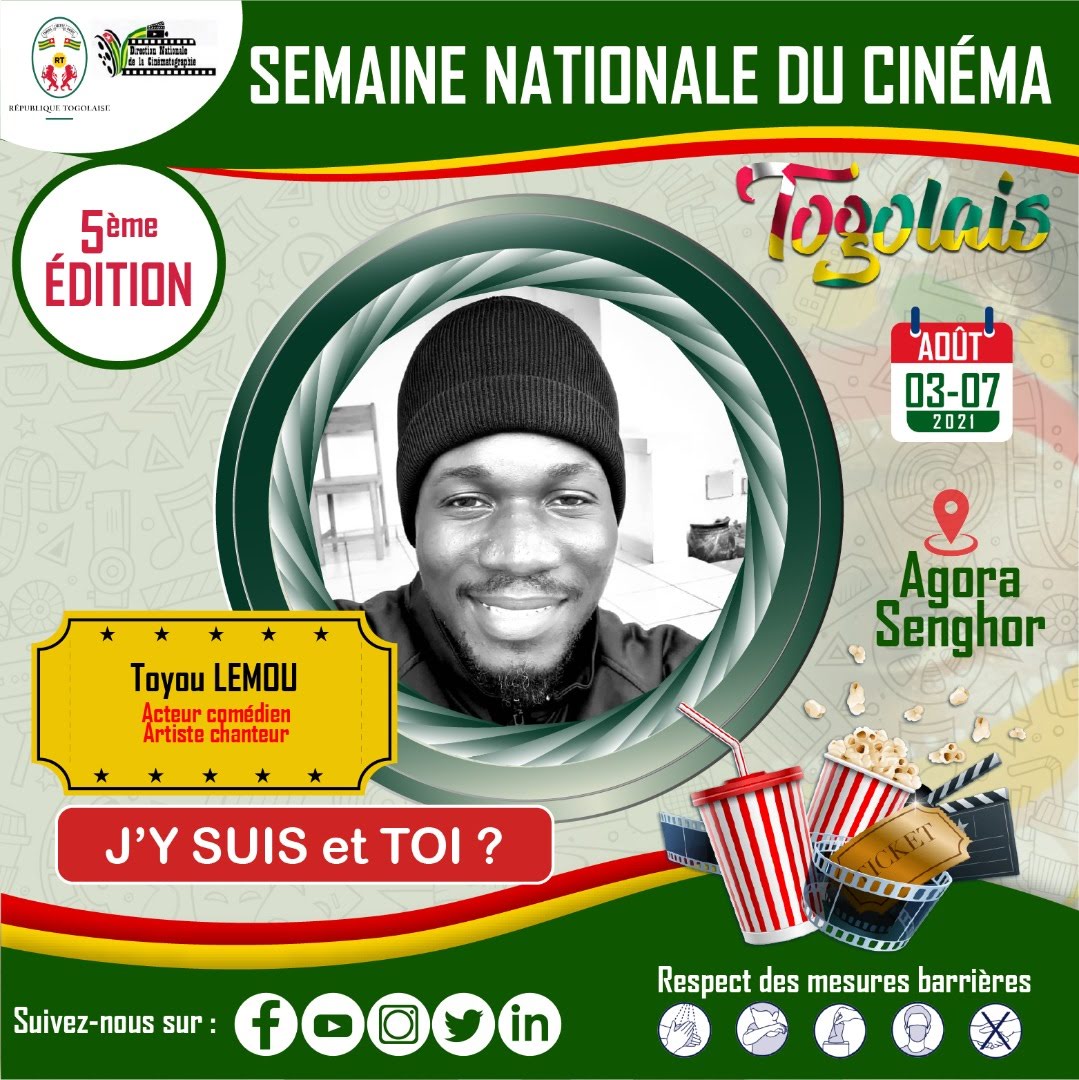 RT
RÉPUBLIQUE TOGOLAISE
Direction Nationale
de la Cinématographie
SEMAINE NATIONALE DU CINÉMA
Togolais
5ème
ÉDITION
AOÛT
03-07
2021
Agora
Senghor
Toyou LEMOU
Acteur comédien
Artiste chanteur
J'Y SUIS et TOI ?
TICKET
Respect des mesures barrières
Suivez-nous sur :